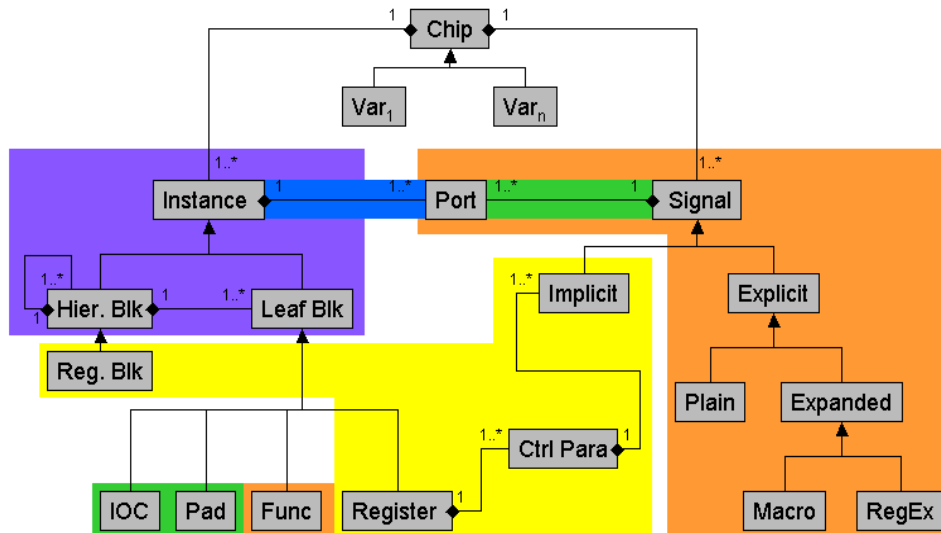 1 Chip 1
Var1 Varn
1..* 1..*
Instance 1 1..* Port 1..* 1 Signal
1..* 1 Hier. Blk 1 1..* Leaf Blk 1..* Implicit Explicit
Reg. Blk
Plain Expanded
1..* Ctrl Para 1
IOC Pad Func Register 1 Macro RegEx